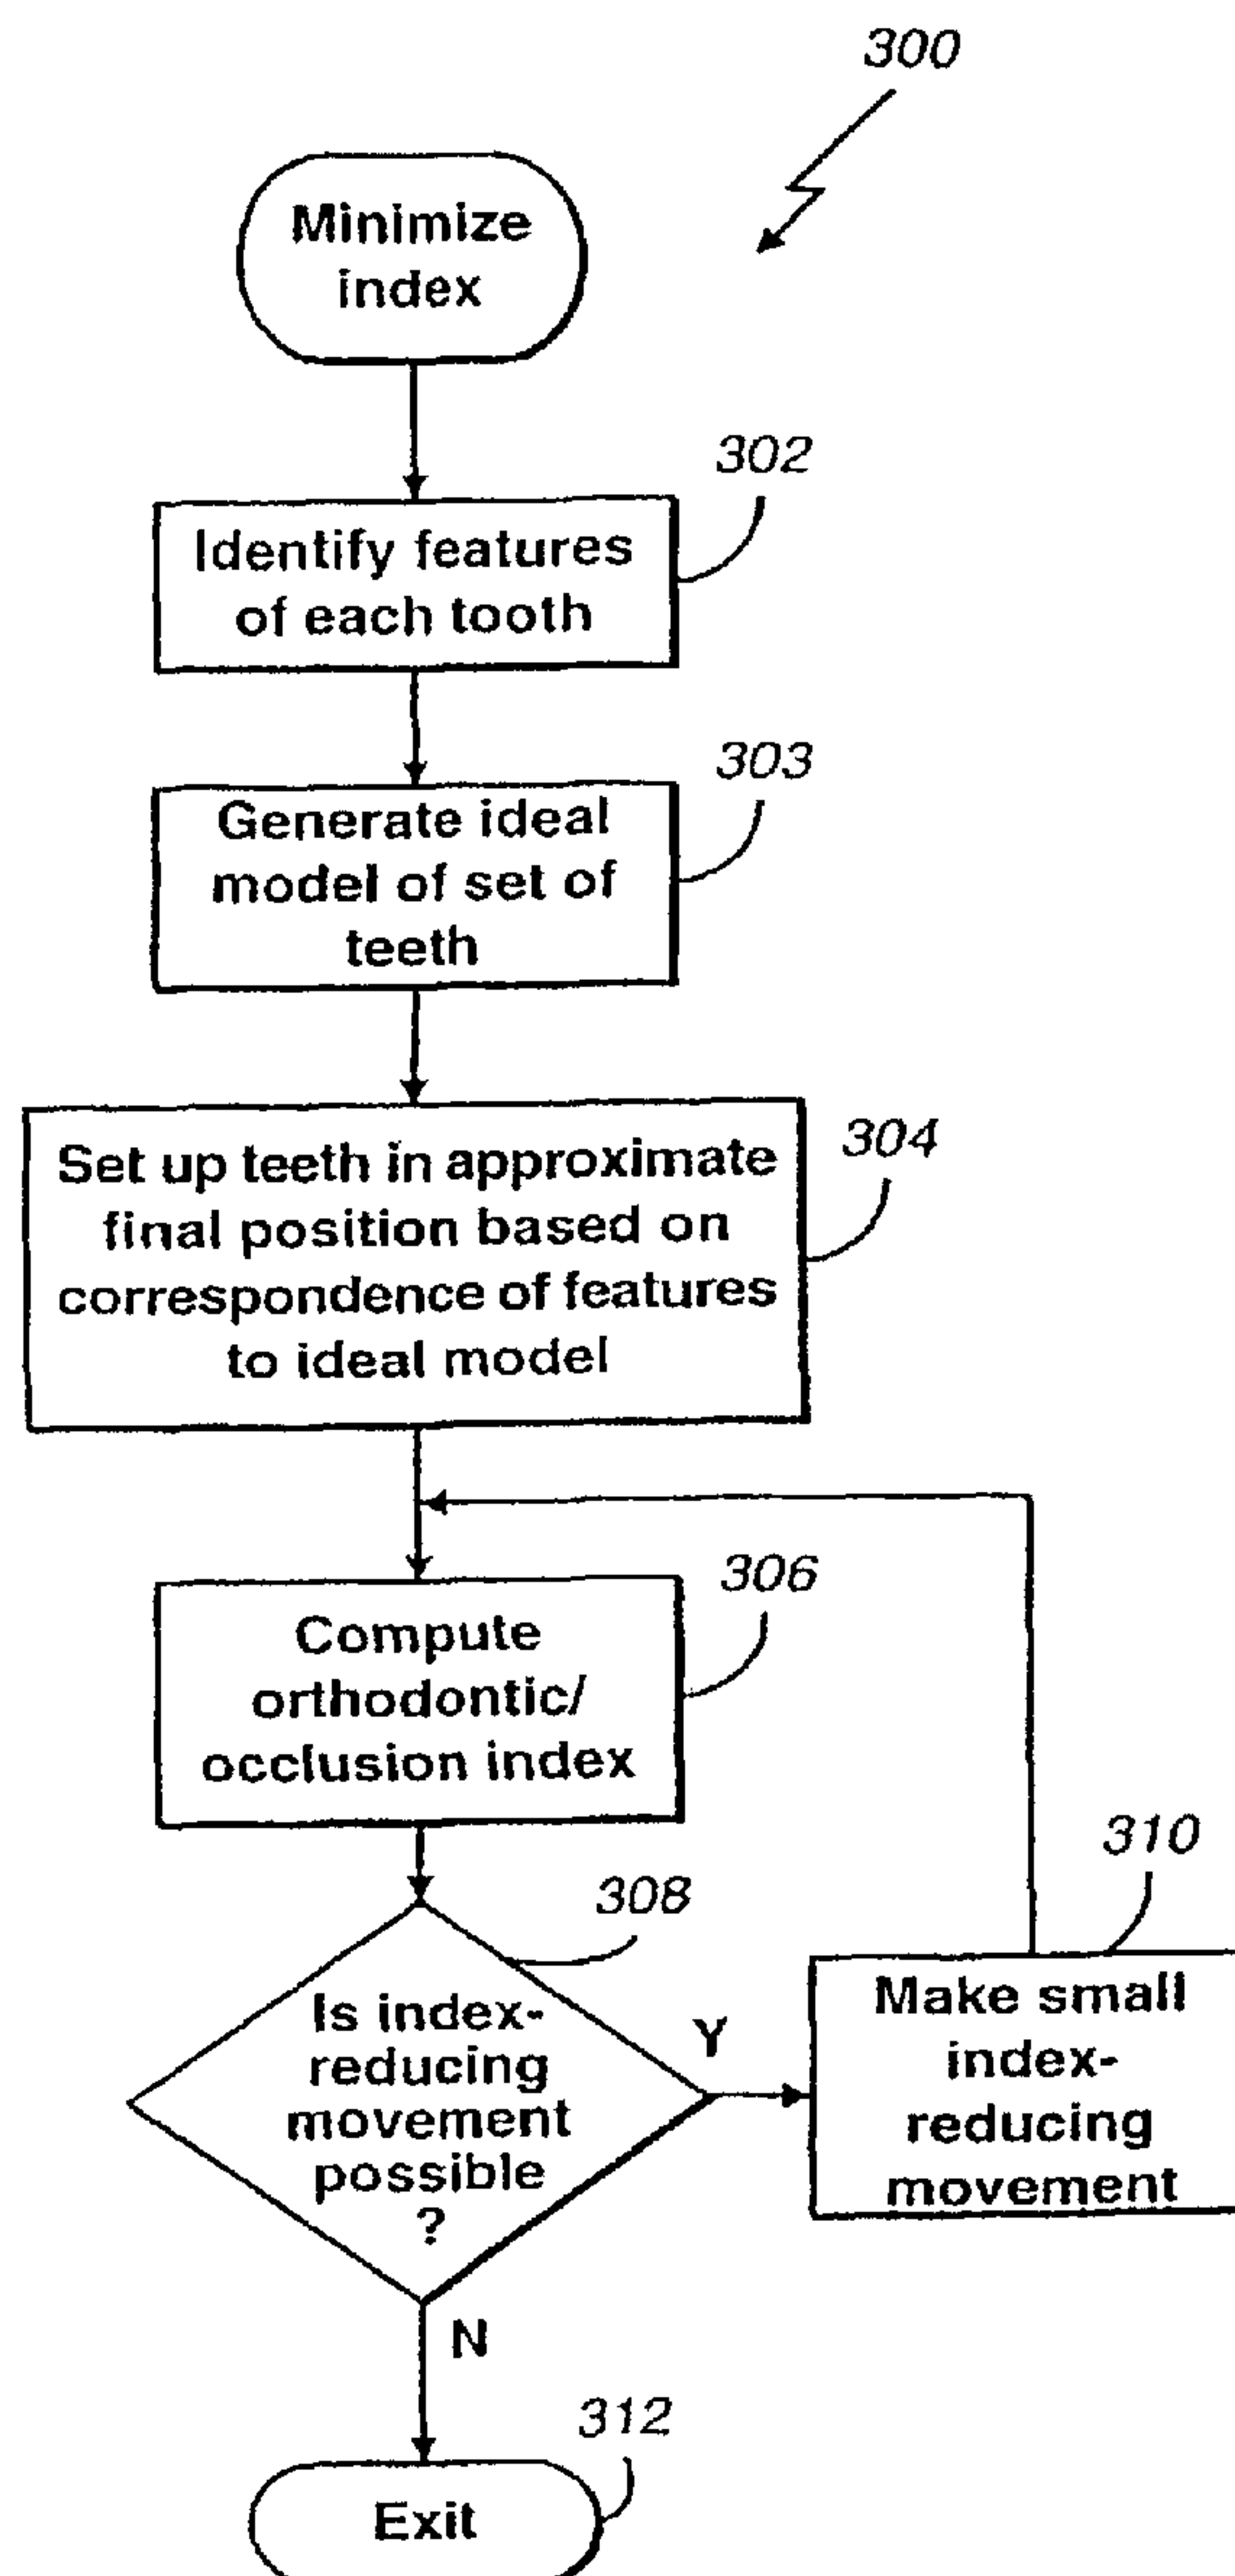 300
Minimize
index
302
Identify features
of each tooth
303
Generate ideal
model of set of
teeth
304
Set up teeth in approximate
final position based on
correspondence of features
to ideal model
306
Compute
orthodontic/
occlusion index
308
Is index-
reducing
movement
possible
?
Y
310
Make small
index-
reducing
movement
N
312
Exit